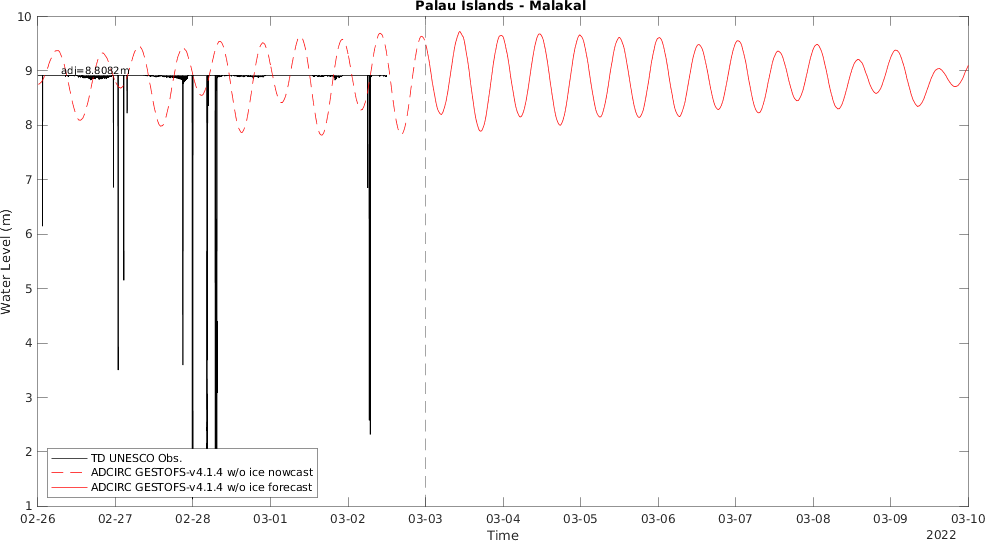 Palau Islands - Malakal
10
9
8
7
6
5
4
3
2
1
Water Level (m)
adj=8.8082m
TD UNESCO Obs.
ADCIRC GESTOFS-v4.1.4 w/o ice nowcast
ADCIRC GESTOFS-v4.1.4 w/o ice forecast
02-26 02-27 02-28 03-01 03-02 03-03 03-04 03-05 03-06 03-07 03-08 03-09 03-10
Time
2022